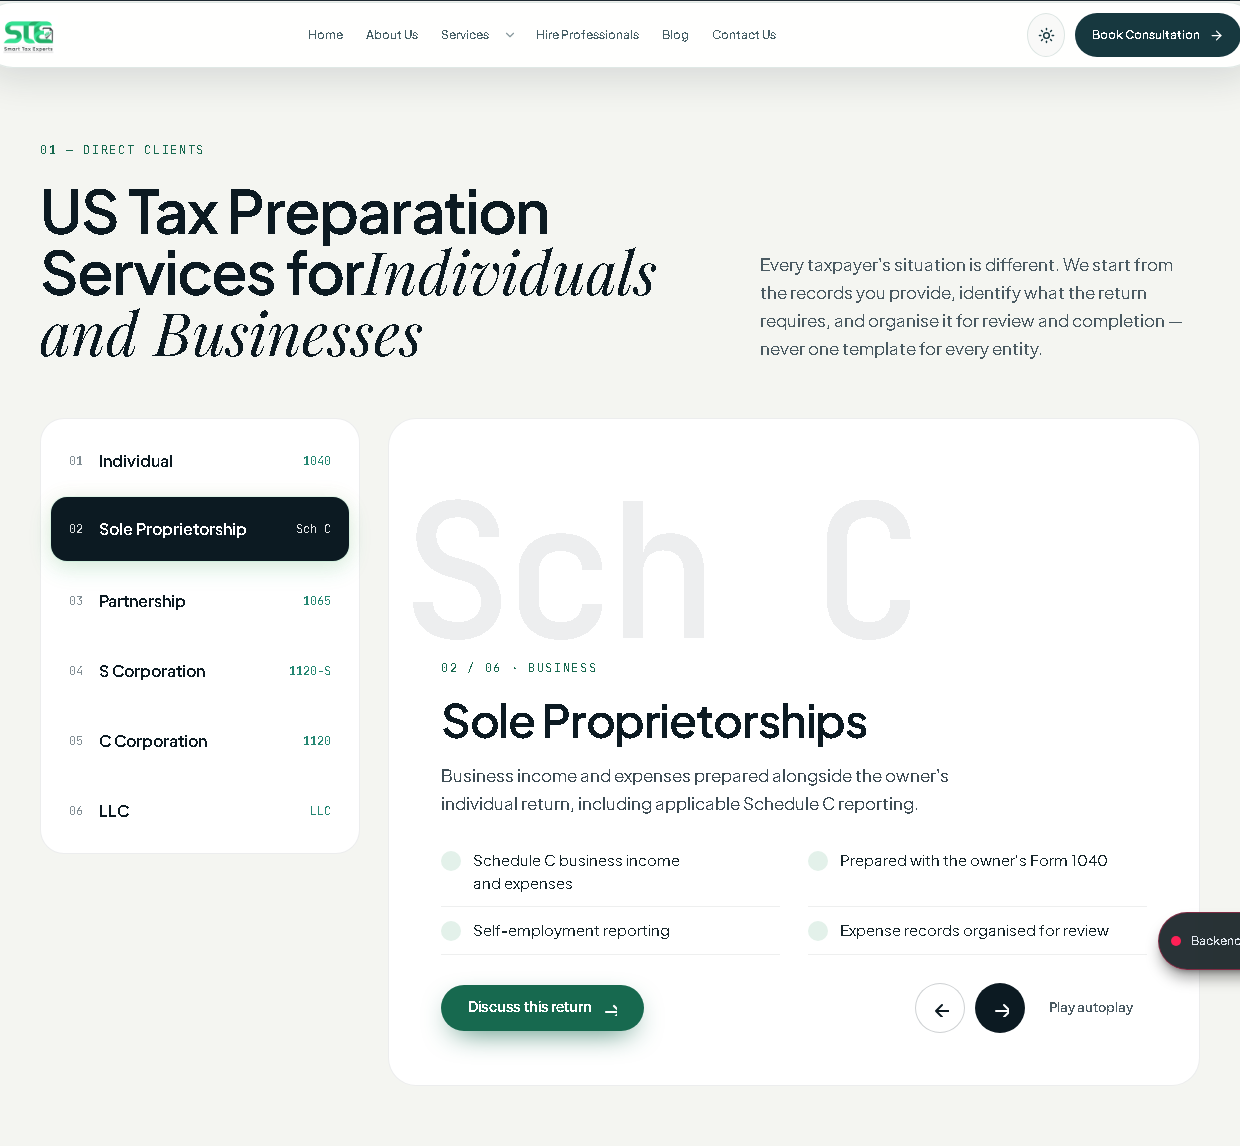 STE
Smart Tax Experts
Home
About Us
Services
Hire Professionals
Blog
Contact Us
Book Consultation
01 — DIRECT CLIENTS
US Tax Preparation
Services forIndividuals
and Businesses
Every taxpayer's situation is different. We start from
the records you provide, identify what the return
requires, and organise it for review and completion —
never one template for every entity.
01 Individual 1040
02 Sole Proprietorship Sch C
03 Partnership 1065
04 S Corporation 1120-S
05 C Corporation 1120
06 LLC LLC
Sch C
02 / 06 · BUSINESS
Sole Proprietorships
Business income and expenses prepared alongside the owner's
individual return, including applicable Schedule C reporting.
Schedule C business income
and expenses
Prepared with the owner's Form 1040
Self-employment reporting
Expense records organised for review
Discuss this return
Play autoplay